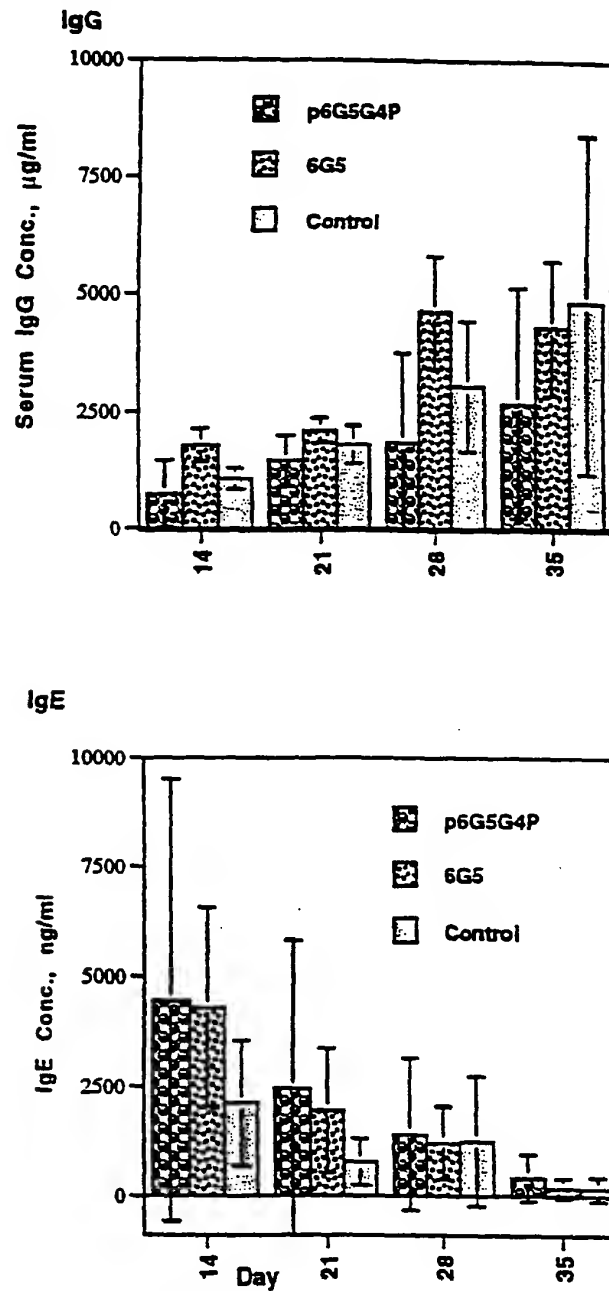 IgG
Serum IgG Conc., µg/ml
10000
7500
5000
2500
0
p6G5G4P
6G5
Control
14
21
28
35
IgE
IgE Conc., ng/ml
10000
7500
5000
2500
0
p6G5G4P
6G5
Control
14
21
28
35
Day